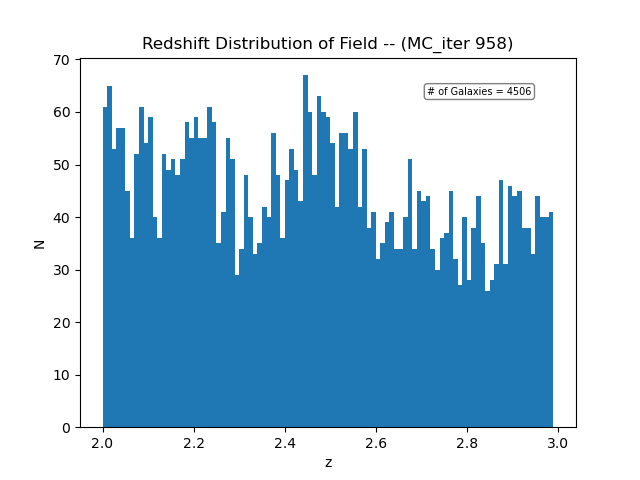 Redshift Distribution of Field -- (MC_iter 958)
# of Galaxies = 4506
70
60
50
40
30
20
10
0
N
2.0 2.2 2.4 2.6 2.8 3.0
z